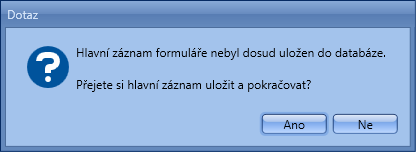 Dotaz
Hlavní záznam formuláře nebyl dosud uložen do databáze.
Přejete si hlavní záznam uložit a pokračovat?
Ano
Ne